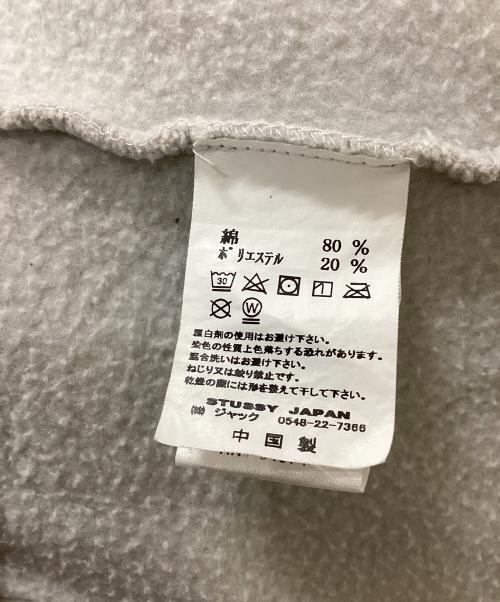 綿 80 %
ポリエステル 20 %
30
W
漂白剤の使用はお避け下さい。
染色の性質上色落ちする恐れがあります。
混合洗いはお避け下さい。
ねじり又は絞り禁止です。
乾燥の際には形を整えて干して下さい。
STUSSY JAPAN
㈱ジャック 0548-22-7366
中国製